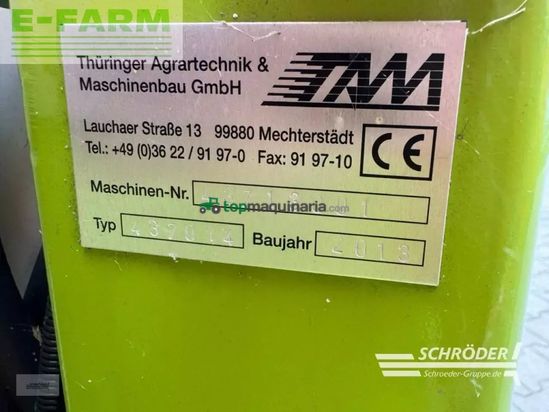 E-FARM
Thüringer Agrartechnik &
Maschinenbau GmbH
TAM
Lauchaer Straße 13 99880 Mechterstädt
Tel.: +49 (0)36 22 / 91 97-0 Fax: 91 97-10
CE
Maschinen-Nr.
topmaquinaria.com
Typ 437014 Baujahr 2013
SCHRÖDER
Schroeder-Gruppe.de